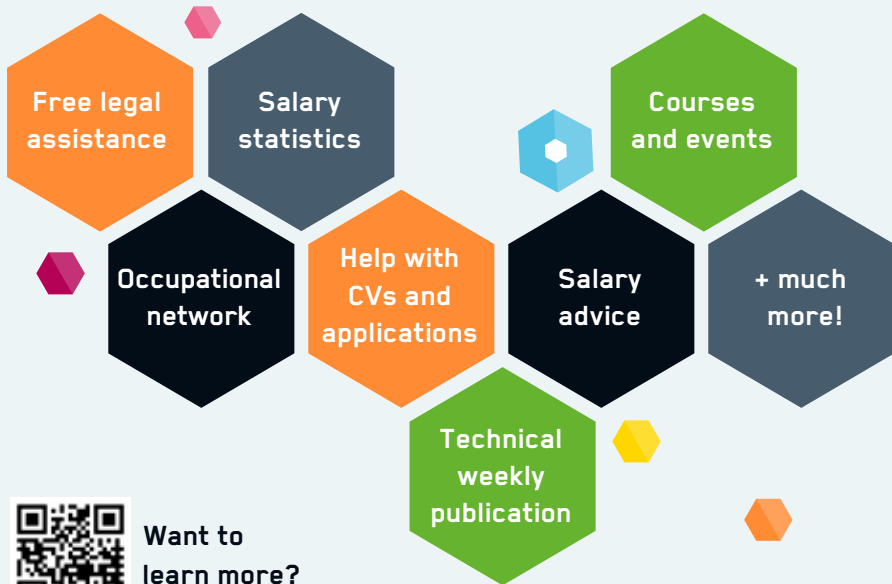 Free legal
assistance
Salary
statistics
Courses
and events
Occupational
network
Help with
CVs and
applications
Salary
advice
+ much
more!
Technical
weekly
publication
Want to
learn more?